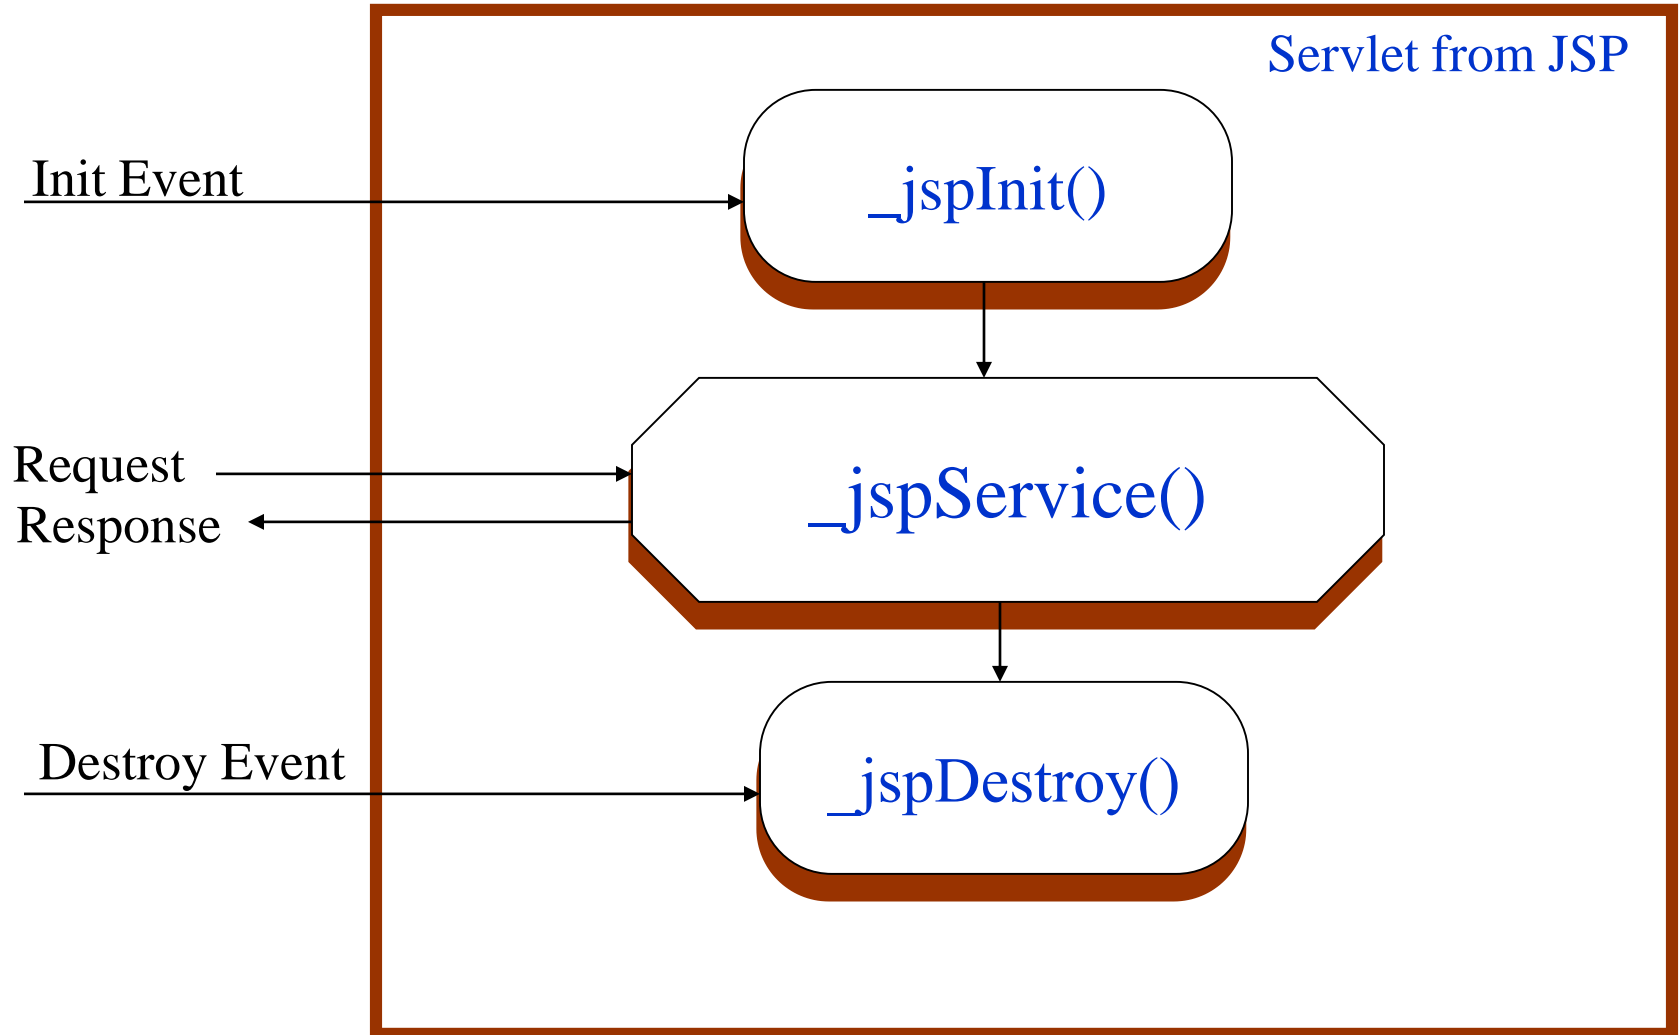 Servlet from JSP
Init Event
_jspInit()
Request
Response
_jspService()
Destroy Event
_jspDestroy()